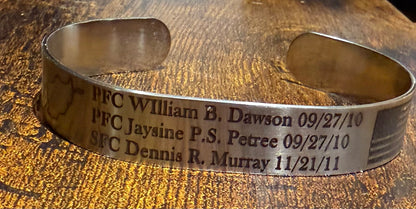 PFC WIlliam B. Dawson 09/27/10
PFC Jaysine P.S. Petree 09/27/10
SFC Dennis R. Murray 11/21/11